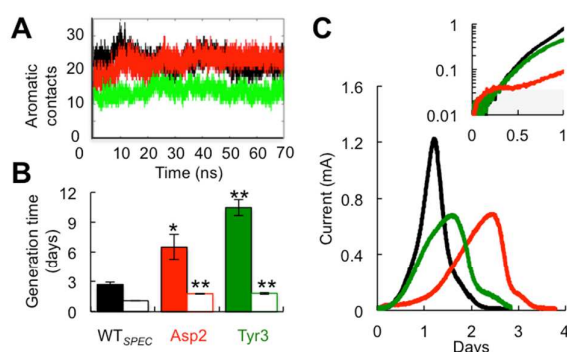 A
Aromatic
contacts
30
20
10
0
0 10 20 30 40 50 60 70
Time (ns)
B
Generation time
(days)
12
9
6
3
0
* ** ** **
WTSPEC Asp2 Tyr3
C
1
0.1
0.01
0 0.5 1
Current (mA)
1.6
1.2
0.8
0.4
0
0 1 2 3 4
Days